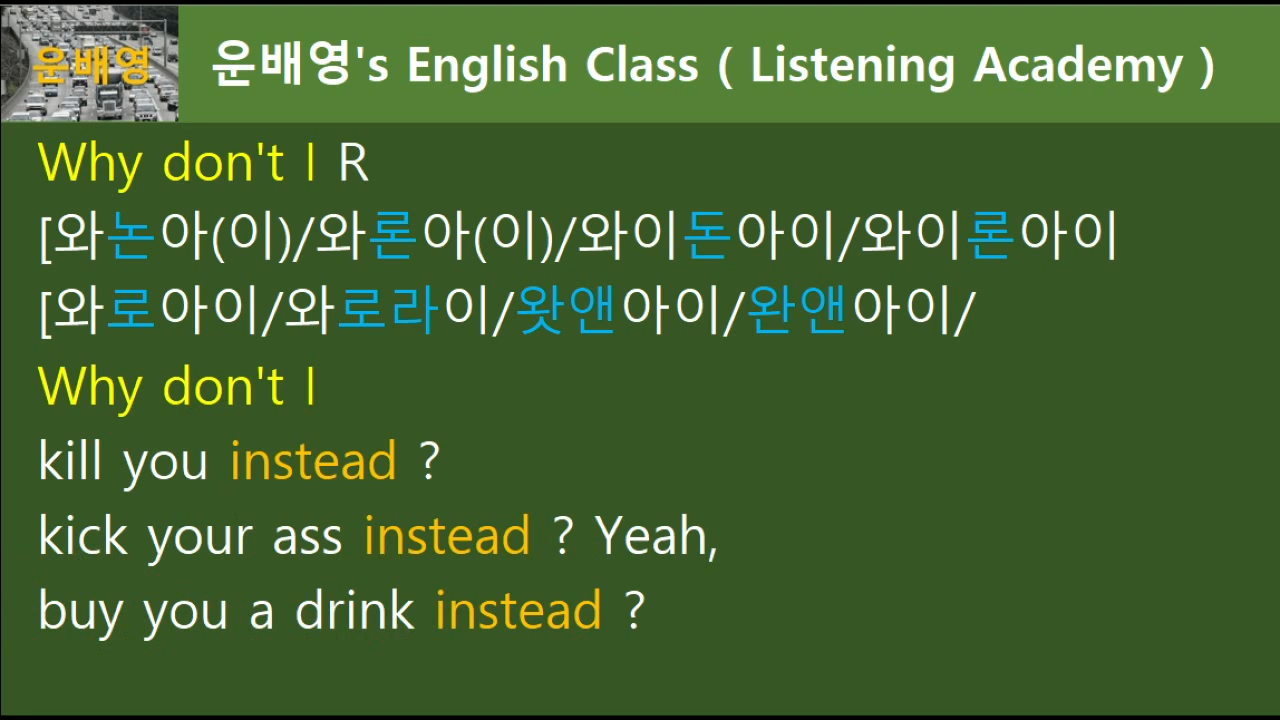 운배영
운배영's English Class ( Listening Academy )
Why don't I R
[와논아(이)/와론아(이)/와이돈아이/와이론아이
[와로아이/와로라이/왓앤아이/완앤아이/
Why don't I
kill you instead ?
kick your ass instead ? Yeah,
buy you a drink instead ?